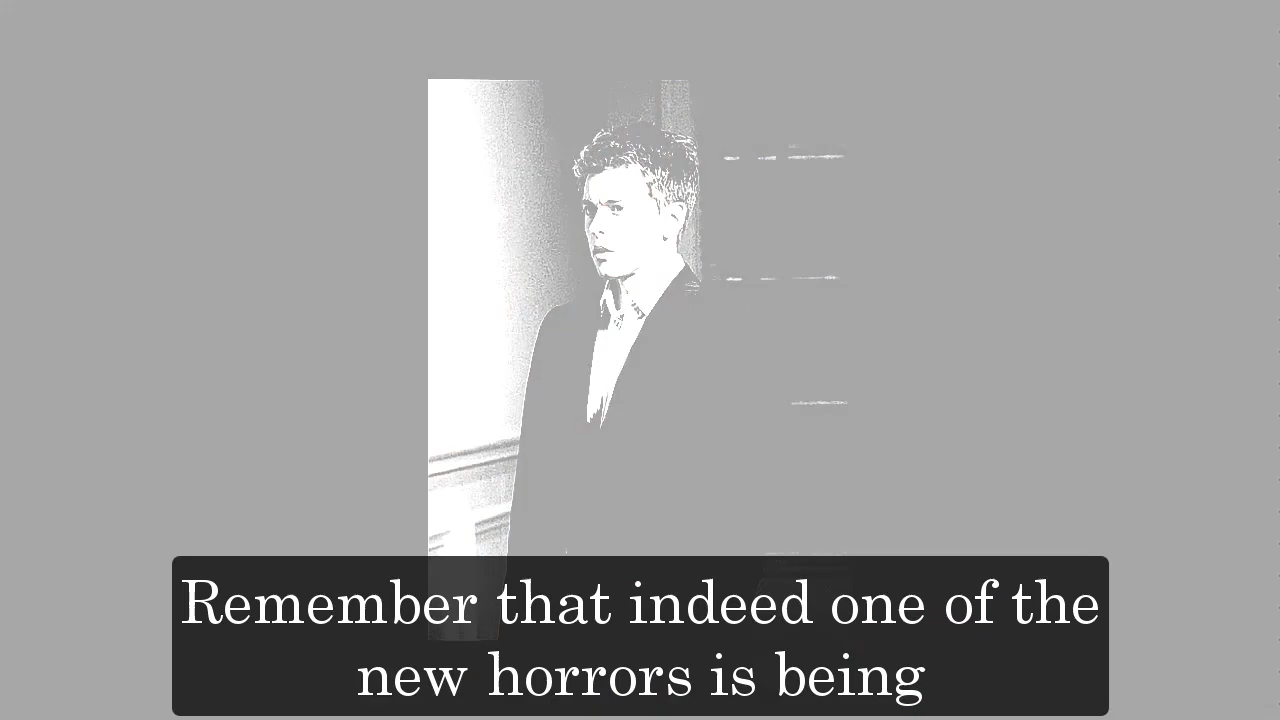 Remember that indeed one of the
new horrors is being